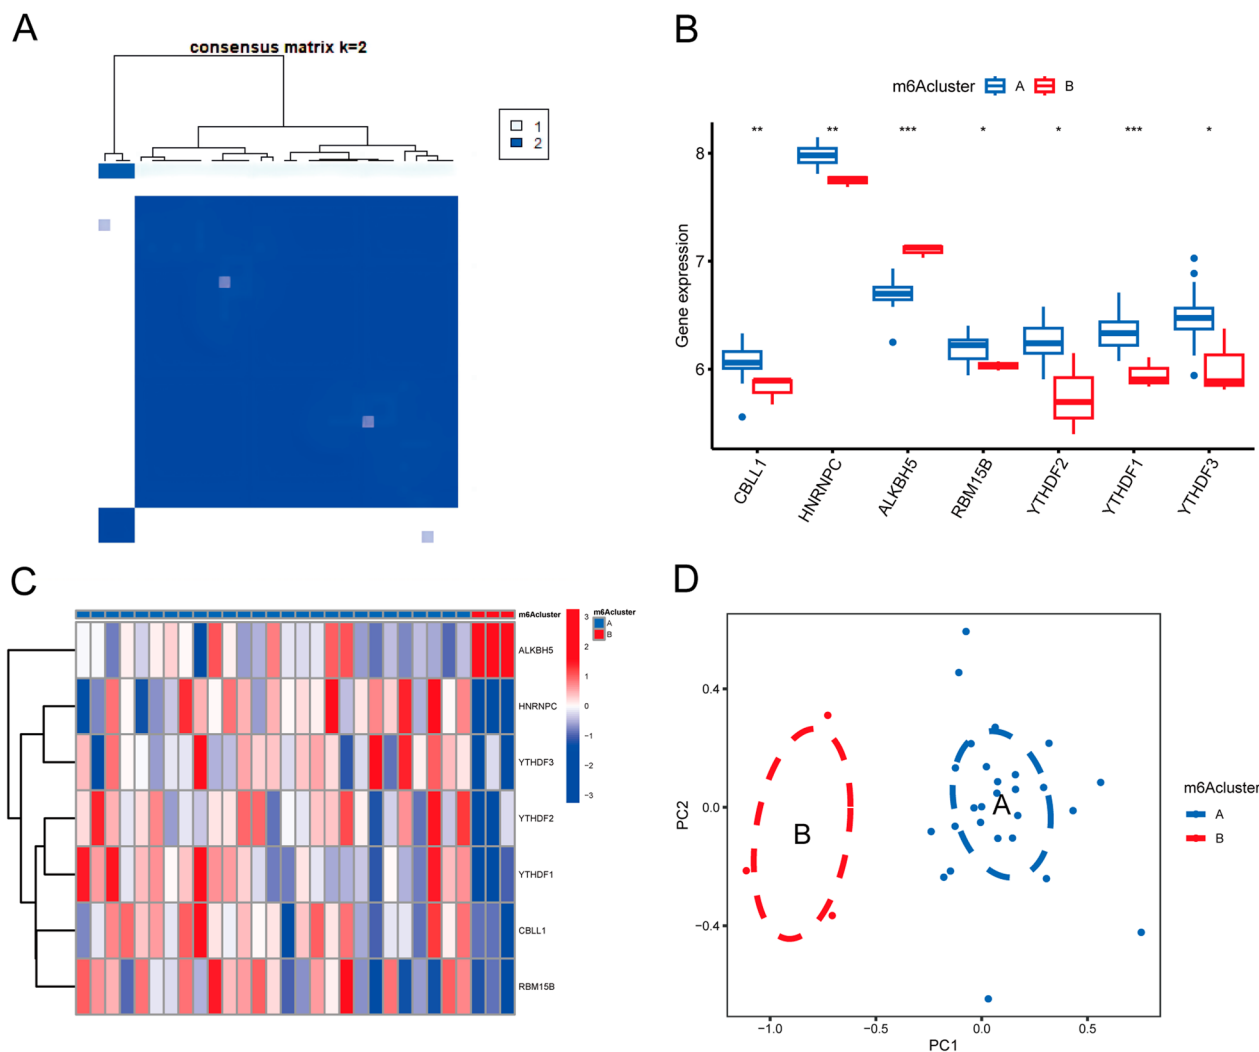 A
consensus matrix k=2
1
2
B
m6Acluster A B
** ** *** * * *** *
Gene expression
8
7
6
CBLL1
HNRNPC
ALKBH5
RBM15B
YTHDF2
YTHDF1
YTHDF3
C
m6Acluster
ALKBH5
HNRNPC
YTHDF3
YTHDF2
YTHDF1
CBLL1
RBM15B
3
2
1
0
−1
−2
−3
m6Acluster
A
B
D
PC2
0.4
0.0
−0.4
A
B
−1.0 −0.5 0.0 0.5
PC1
m6Acluster
A
B